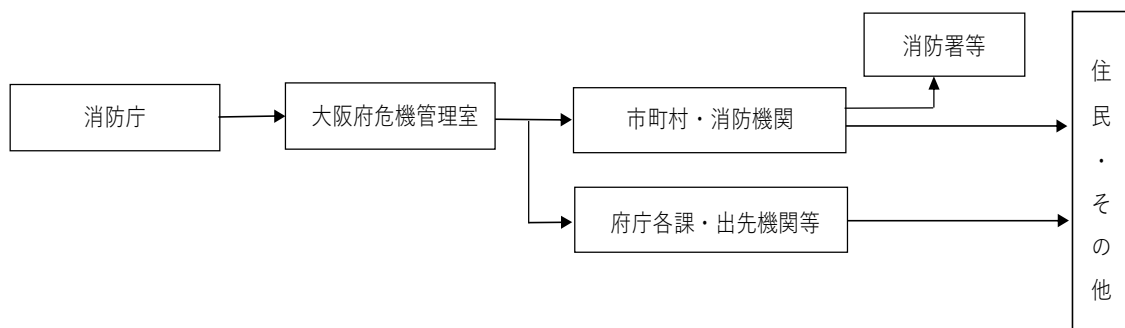 消防署等
消防庁
大阪府危機管理室
市町村・消防機関
府庁各課・出先機関等
住民・その他